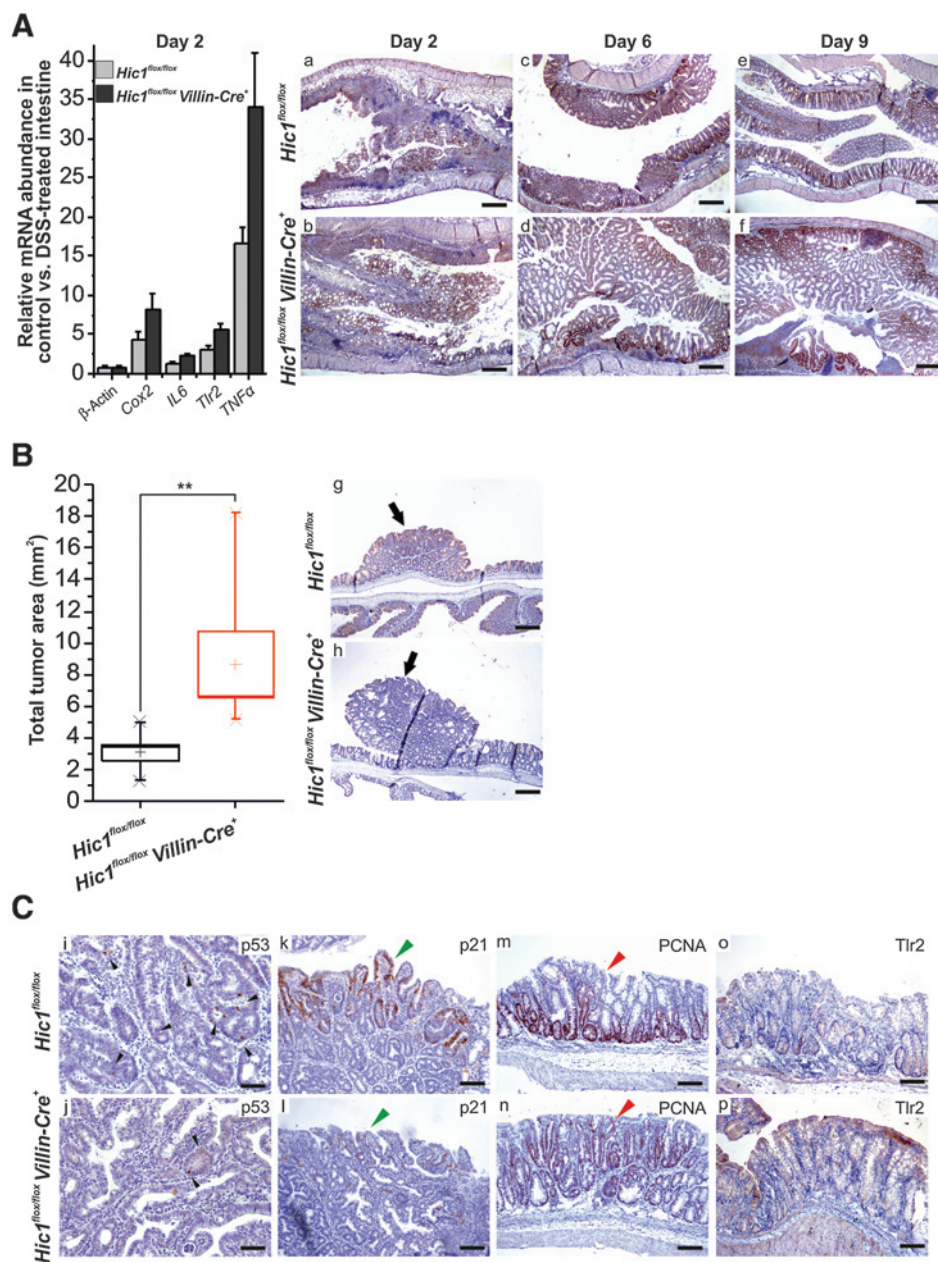 A
Day 2
Hic1flox/flox
Hic1flox/flox Villin-Cre+
Relative mRNA abundance in
control vs. DSS-treated intestine
40
35
30
25
20
15
10
5
0
β-Actin
Cox2
IL6
Tlr2
TNFα
Day 2
Day 6
Day 9
Hic1flox/flox
a
c
e
Hic1flox/flox Villin-Cre+
b
d
f
B
Total tumor area (mm²)
20
18
16
14
12
10
8
6
4
2
0
**
Hic1flox/flox
Hic1flox/flox Villin-Cre+
Hic1flox/flox
g
Hic1flox/flox Villin-Cre+
h
C
Hic1flox/flox
i p53
k p21
m PCNA
o Tlr2
Hic1flox/flox Villin-Cre+
j p53
l p21
n PCNA
p Tlr2